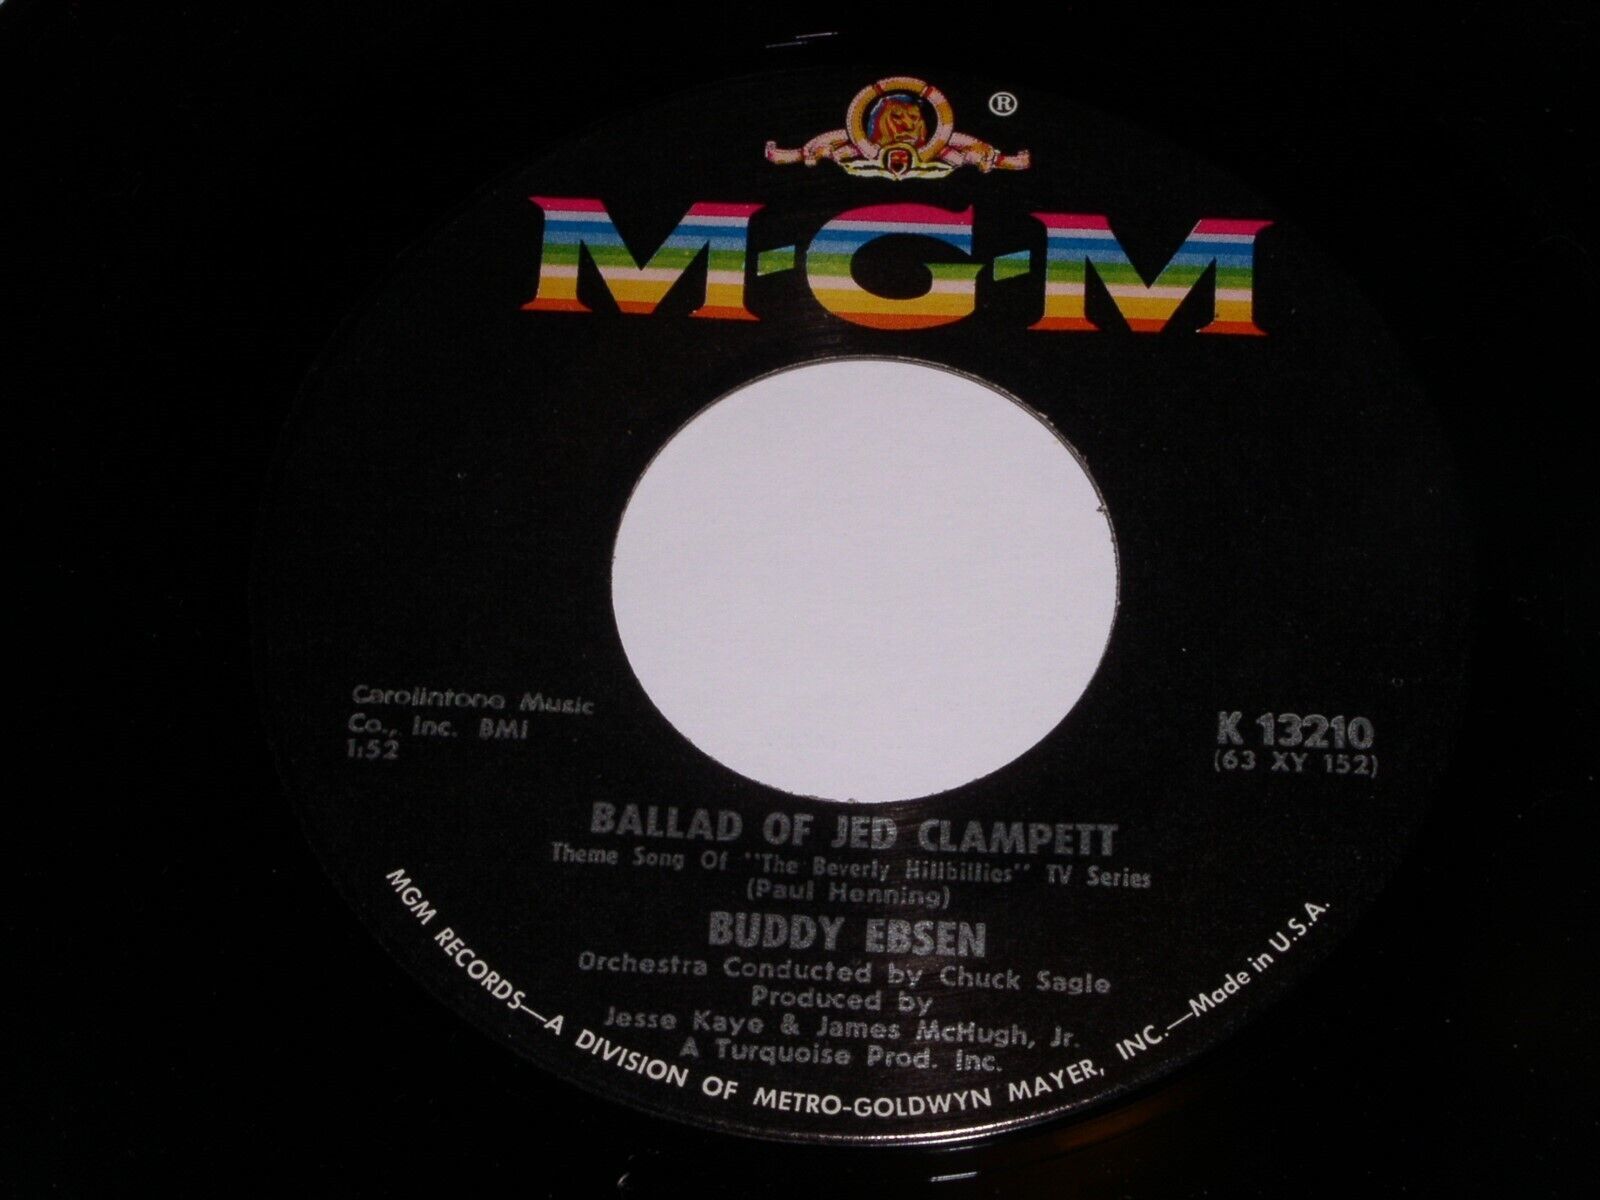 ®
M-G-M
Carolintone Music
Co., Inc. BMI
1:52
K 13210
(63 XY 152)
BALLAD OF JED CLAMPETT
Theme Song Of "The Beverly Hillbillies" TV Series
(Paul Henning)
BUDDY EBSEN
Orchestra Conducted by Chuck Sagle
Produced by
Jesse Kaye & James McHugh, Jr.
A Turquoise Prod. Inc.
MGM RECORDS—A DIVISION OF METRO-GOLDWYN MAYER, INC.—Made in U.S.A.